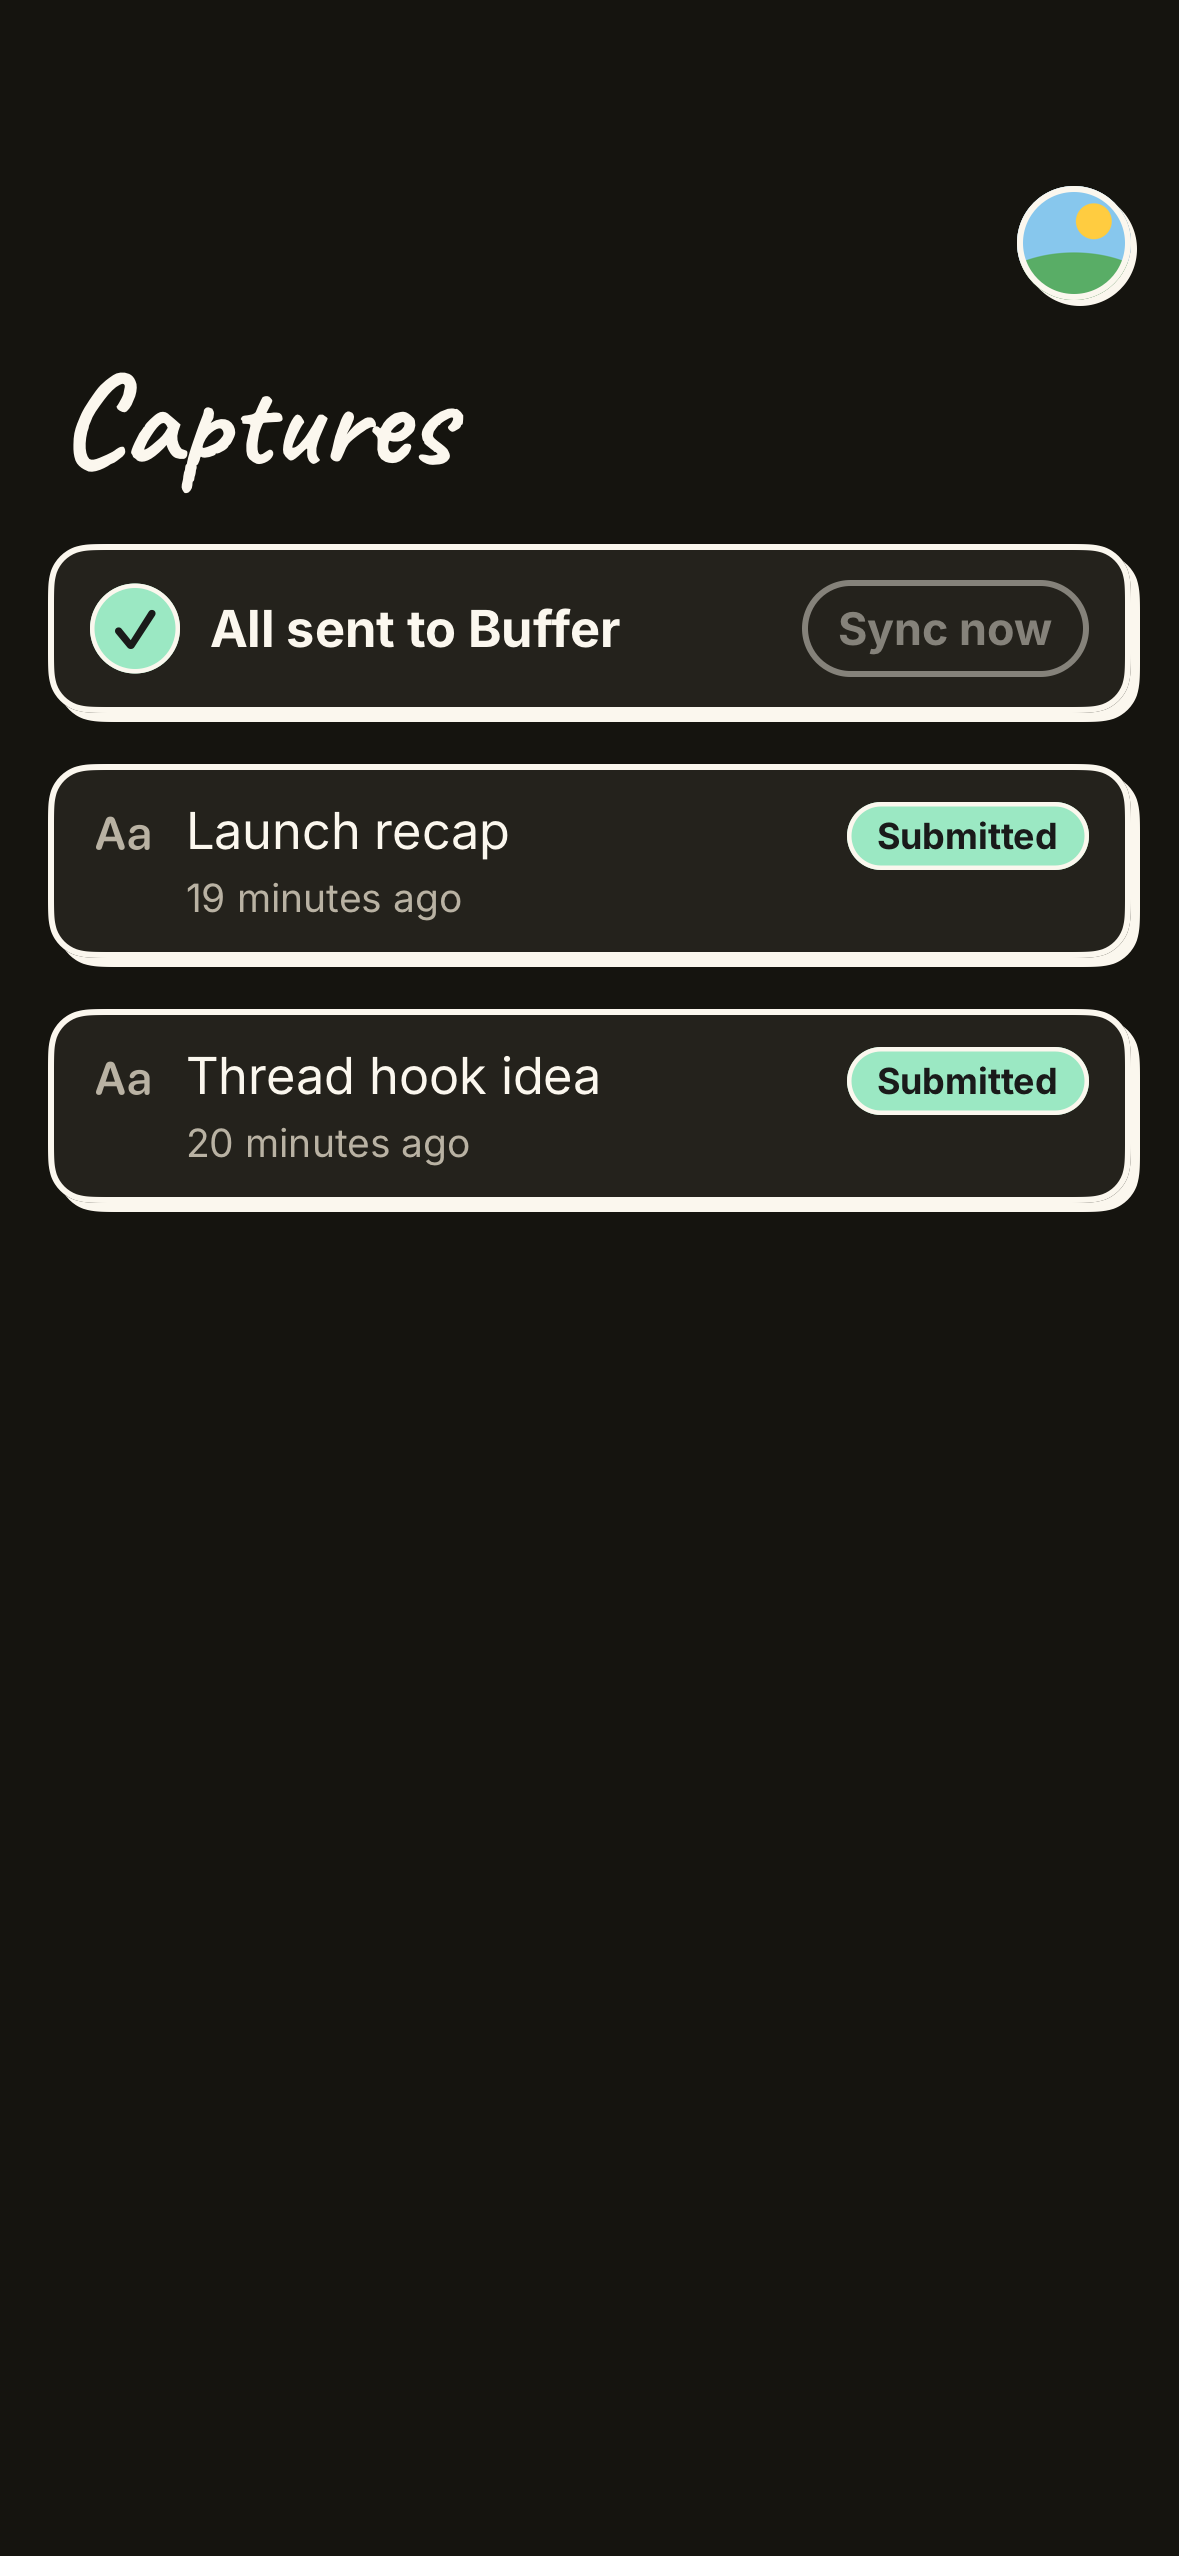 Captures
All sent to Buffer
Sync now
Aa Launch recap
Submitted
19 minutes ago
Aa Thread hook idea
Submitted
20 minutes ago